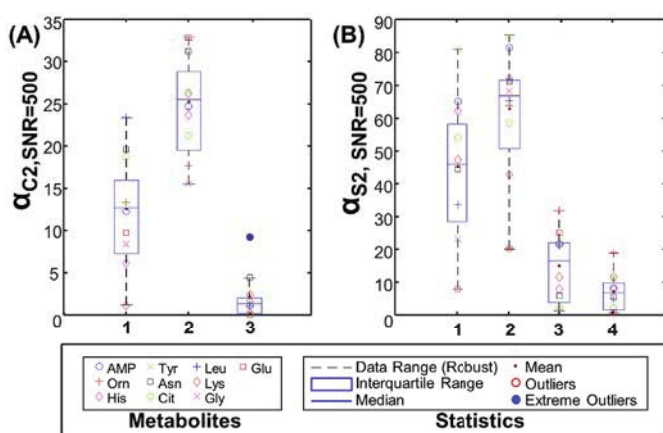 (A)
α C2, SNR=500
35
30
25
20
15
10
5
0
1 2 3
(B)
α S2, SNR=500
90
80
70
60
50
40
30
20
10
0
1 2 3 4
AMP Tyr Leu Glu
Orn Asn Lys
His Cit Gly
Metabolites
Data Range (Robust) Mean
Interquartile Range Outliers
Median Extreme Outliers
Statistics